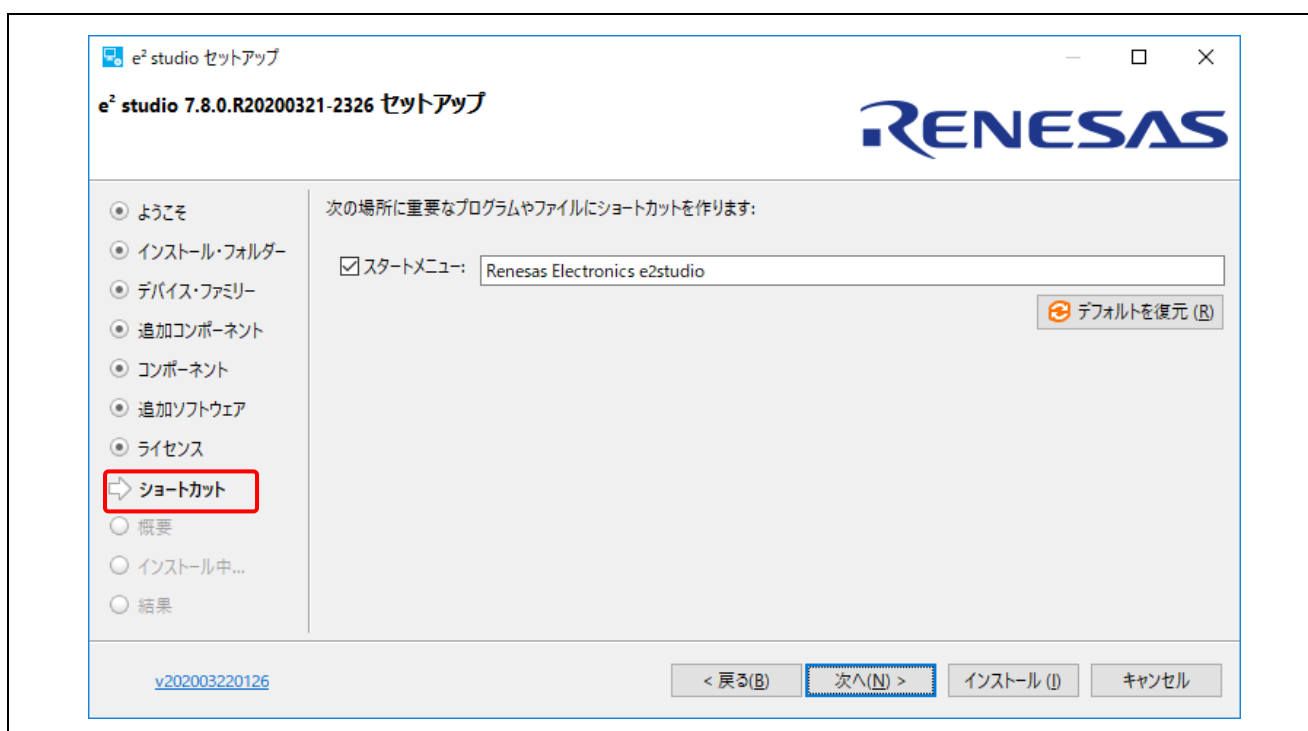 e² studio セットアップ
e² studio 7.8.0.R20200321-2326 セットアップ
RENESAS
ようこそ
インストール・フォルダー
デバイス・ファミリー
追加コンポーネント
コンポーネント
追加ソフトウェア
ライセンス
ショートカット
概要
インストール中...
結果
次の場所に重要なプログラムやファイルにショートカットを作ります:
スタートメニュー: Renesas Electronics e2studio
デフォルトを復元 (R)
v202003220126
< 戻る(B) 次へ(N) > インストール (I) キャンセル